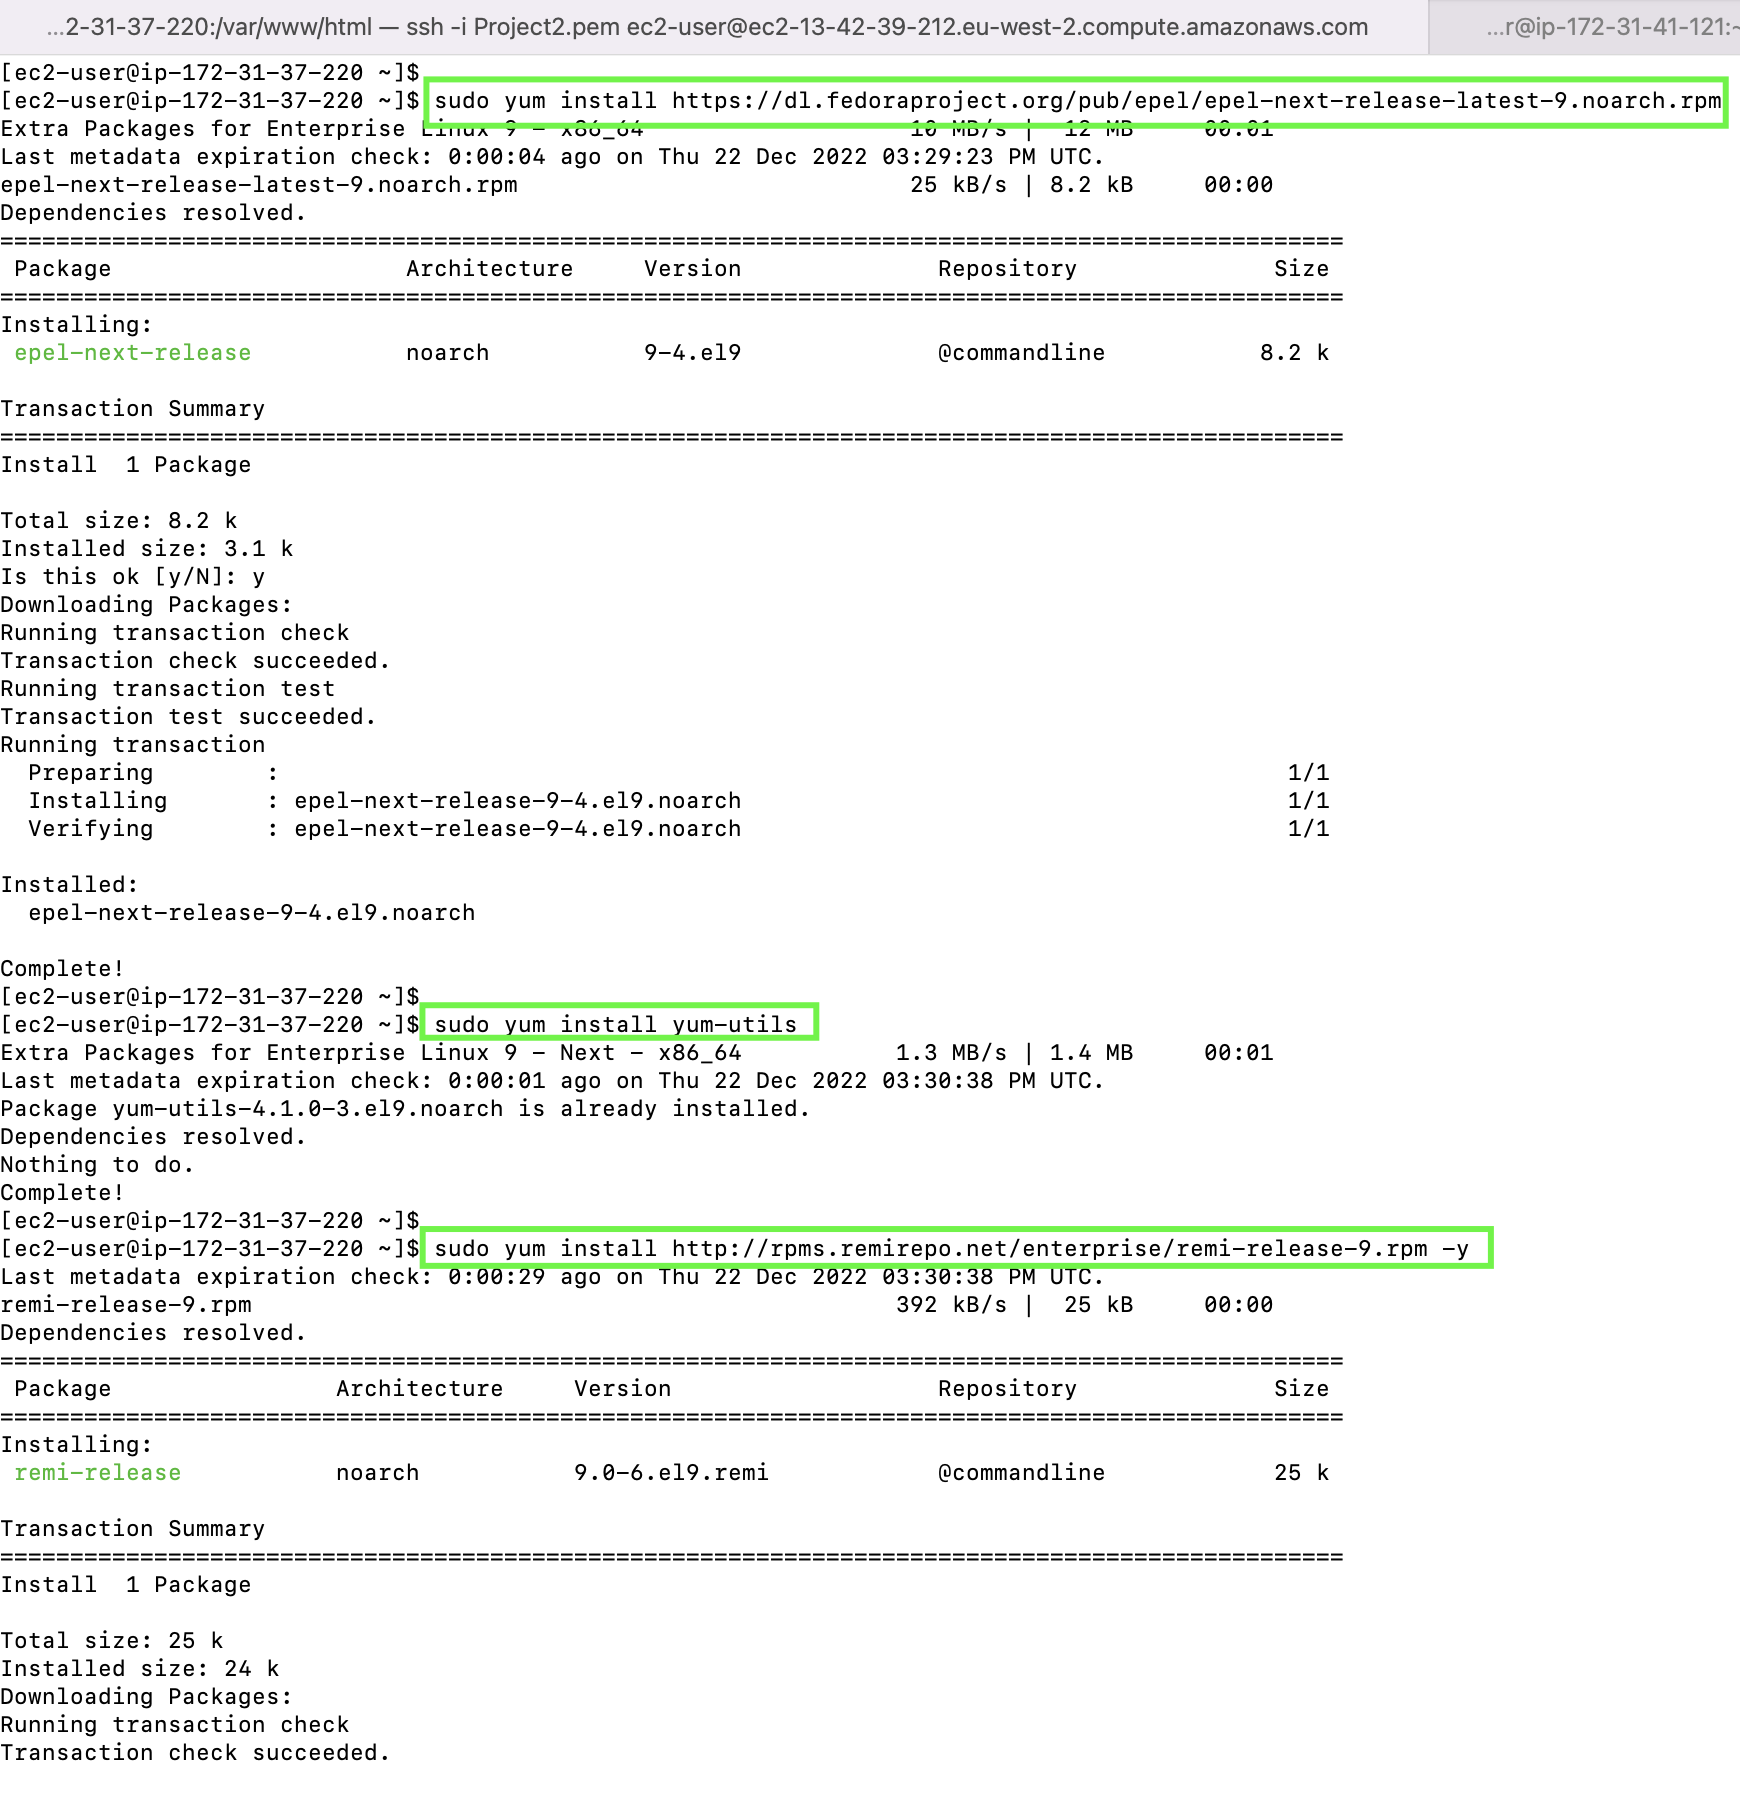 ...2-31-37-220:/var/www/html — ssh -i Project2.pem ec2-user@ec2-13-42-39-212.eu-west-2.compute.amazonaws.com ...r@ip-172-31-41-121:~
[ec2-user@ip-172-31-37-220 ~]$
[ec2-user@ip-172-31-37-220 ~]$ sudo yum install https://dl.fedoraproject.org/pub/epel/epel-next-release-latest-9.noarch.rpm
Extra Packages for Enterprise Linux 9 - x86_64 10 MB/s | 12 MB 00:01
Last metadata expiration check: 0:00:04 ago on Thu 22 Dec 2022 03:29:23 PM UTC.
epel-next-release-latest-9.noarch.rpm 25 kB/s | 8.2 kB 00:00
Dependencies resolved.
================================================================================================
Package Architecture Version Repository Size
================================================================================================
Installing:
epel-next-release noarch 9-4.el9 @commandline 8.2 k
Transaction Summary
================================================================================================
Install 1 Package
Total size: 8.2 k
Installed size: 3.1 k
Is this ok [y/N]: y
Downloading Packages:
Running transaction check
Transaction check succeeded.
Running transaction test
Transaction test succeeded.
Running transaction
Preparing : 1/1
Installing : epel-next-release-9-4.el9.noarch 1/1
Verifying : epel-next-release-9-4.el9.noarch 1/1
Installed:
epel-next-release-9-4.el9.noarch
Complete!
[ec2-user@ip-172-31-37-220 ~]$
[ec2-user@ip-172-31-37-220 ~]$ sudo yum install yum-utils
Extra Packages for Enterprise Linux 9 - Next - x86_64 1.3 MB/s | 1.4 MB 00:01
Last metadata expiration check: 0:00:01 ago on Thu 22 Dec 2022 03:30:38 PM UTC.
Package yum-utils-4.1.0-3.el9.noarch is already installed.
Dependencies resolved.
Nothing to do.
Complete!
[ec2-user@ip-172-31-37-220 ~]$
[ec2-user@ip-172-31-37-220 ~]$ sudo yum install http://rpms.remirepo.net/enterprise/remi-release-9.rpm -y
Last metadata expiration check: 0:00:29 ago on Thu 22 Dec 2022 03:30:38 PM UTC.
remi-release-9.rpm 392 kB/s | 25 kB 00:00
Dependencies resolved.
================================================================================================
Package Architecture Version Repository Size
================================================================================================
Installing:
remi-release noarch 9.0-6.el9.remi @commandline 25 k
Transaction Summary
================================================================================================
Install 1 Package
Total size: 25 k
Installed size: 24 k
Downloading Packages:
Running transaction check
Transaction check succeeded.